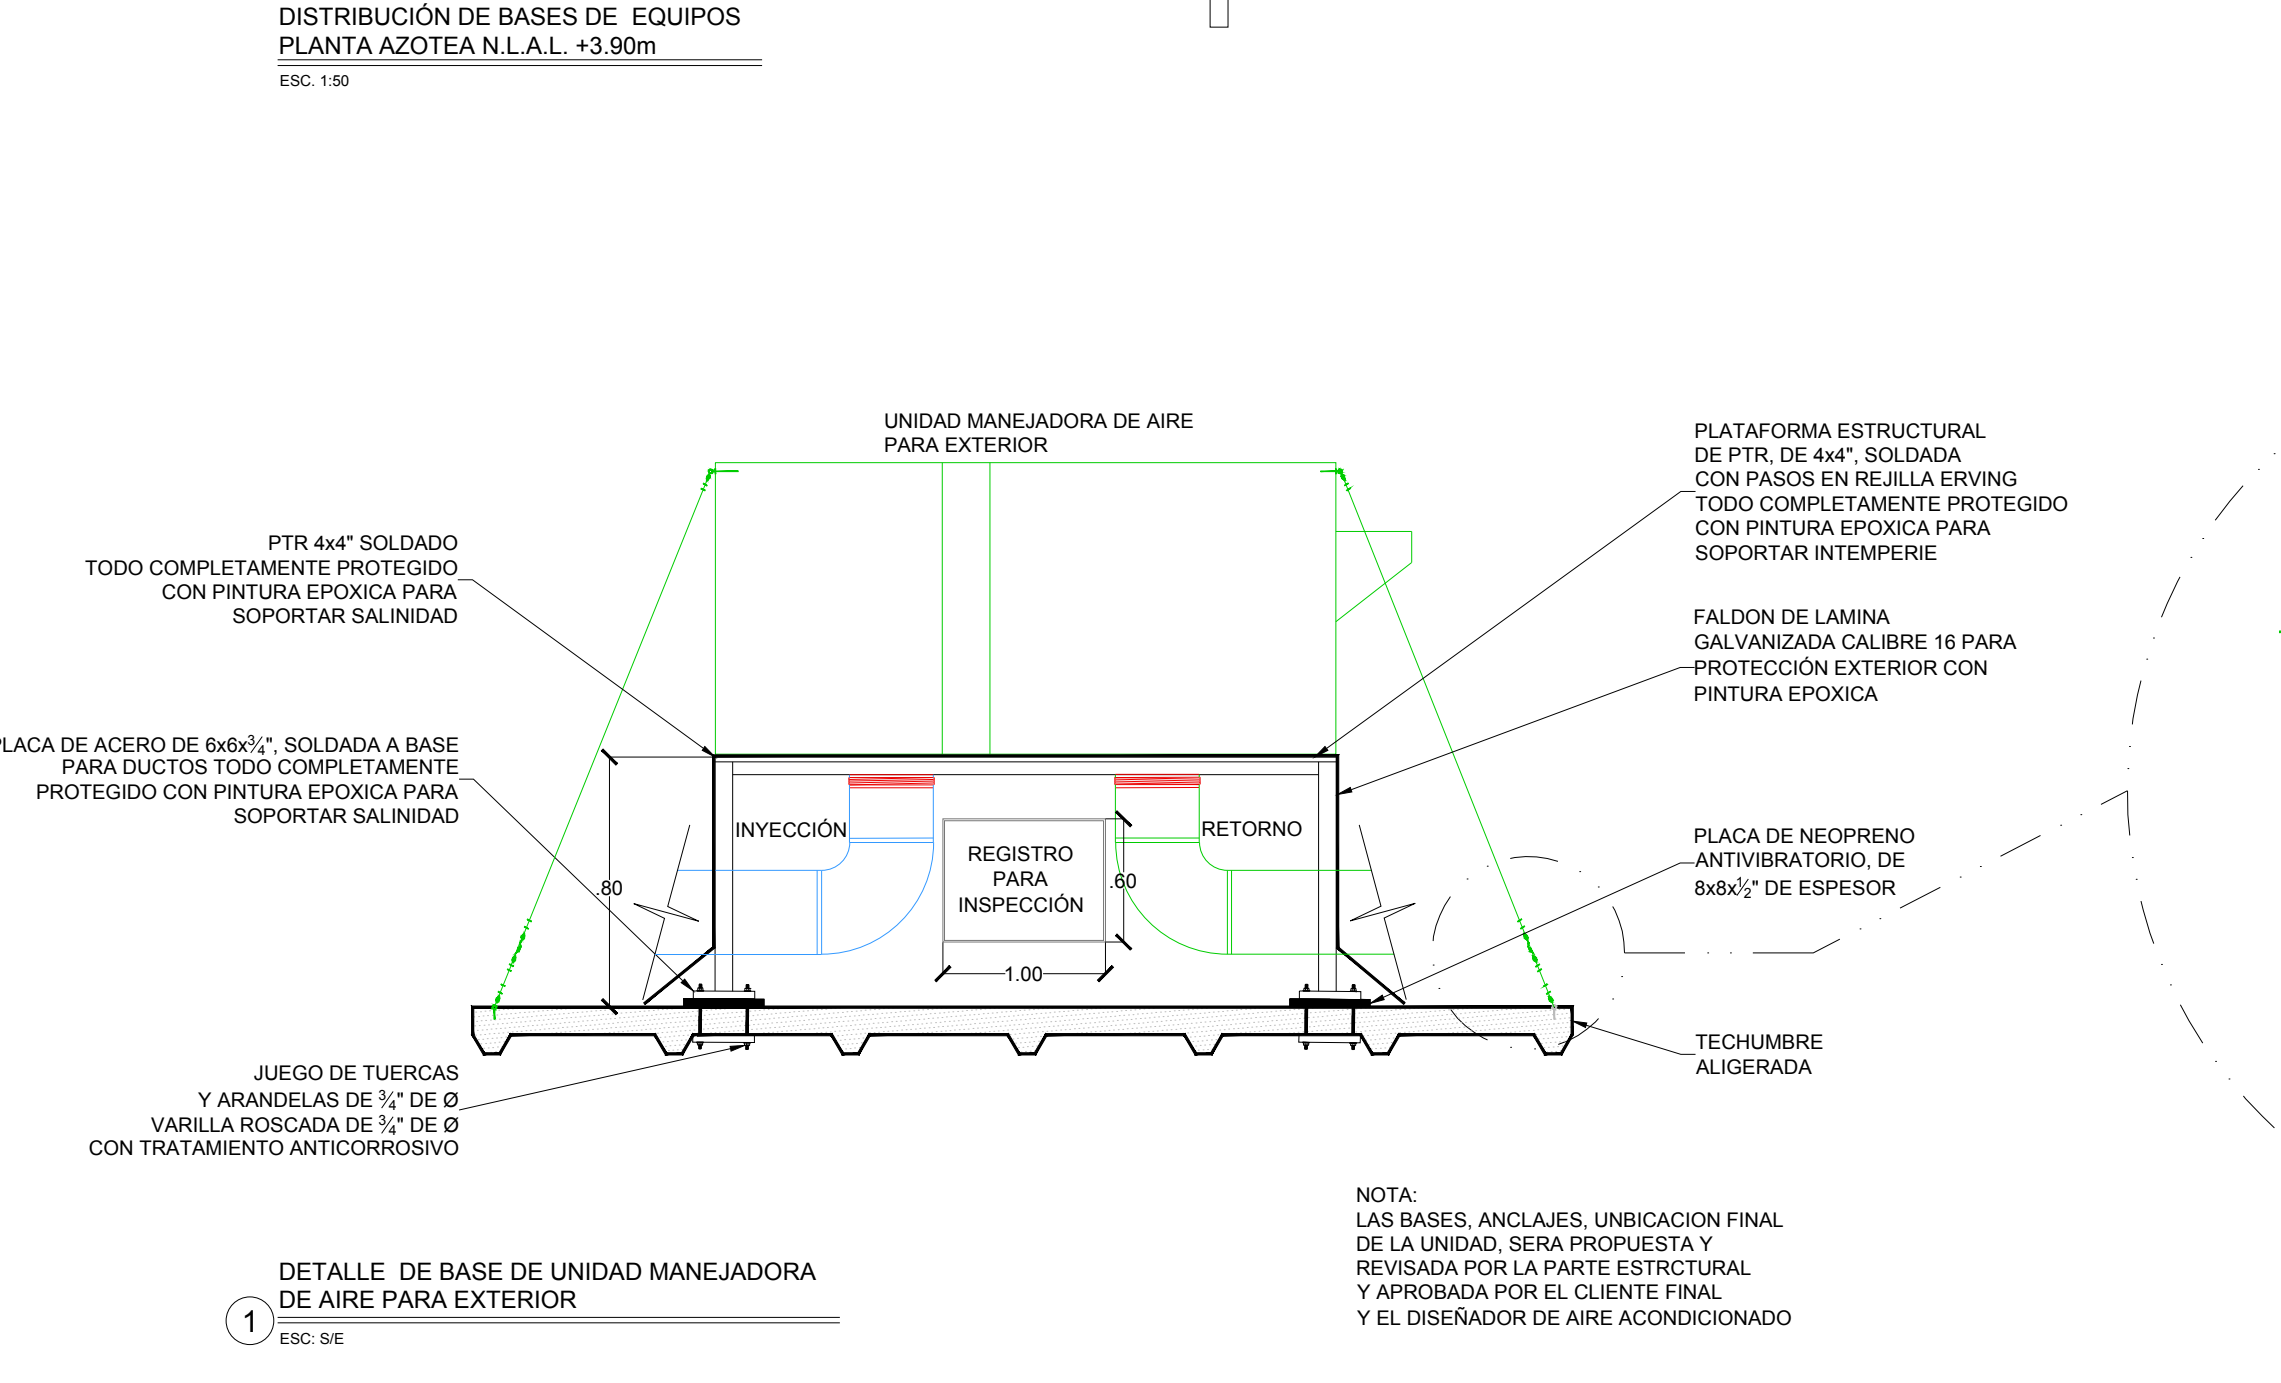 DISTRIBUCIÓN DE BASES DE EQUIPOS
PLANTA AZOTEA N.L.A.L. +3.90m
ESC. 1:50
UNIDAD MANEJADORA DE AIRE
PARA EXTERIOR
PTR 4x4" SOLDADO
TODO COMPLETAMENTE PROTEGIDO
CON PINTURA EPOXICA PARA
SOPORTAR SALINIDAD
PLACA DE ACERO DE 6x6x¾", SOLDADA A BASE
PARA DUCTOS TODO COMPLETAMENTE
PROTEGIDO CON PINTURA EPOXICA PARA
SOPORTAR SALINIDAD
JUEGO DE TUERCAS
Y ARANDELAS DE ¾" DE Ø
VARILLA ROSCADA DE ¾" DE Ø
CON TRATAMIENTO ANTICORROSIVO
.80
INYECCIÓN
REGISTRO
PARA
INSPECCIÓN
.60
1.00
RETORNO
PLATAFORMA ESTRUCTURAL
DE PTR, DE 4x4", SOLDADA
CON PASOS EN REJILLA ERVING
TODO COMPLETAMENTE PROTEGIDO
CON PINTURA EPOXICA PARA
SOPORTAR INTEMPERIE
FALDON DE LAMINA
GALVANIZADA CALIBRE 16 PARA
PROTECCIÓN EXTERIOR CON
PINTURA EPOXICA
PLACA DE NEOPRENO
ANTIVIBRATORIO, DE
8x8x½" DE ESPESOR
TECHUMBRE
ALIGERADA
NOTA:
LAS BASES, ANCLAJES, UNBICACION FINAL
DE LA UNIDAD, SERA PROPUESTA Y
REVISADA POR LA PARTE ESTRCTURAL
Y APROBADA POR EL CLIENTE FINAL
Y EL DISEÑADOR DE AIRE ACONDICIONADO
1
DETALLE DE BASE DE UNIDAD MANEJADORA
DE AIRE PARA EXTERIOR
ESC: S/E